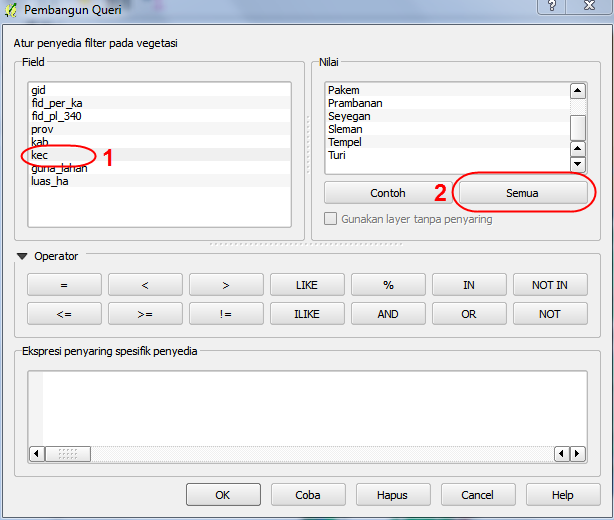 Pembangun Queri
Atur penyedia filter pada vegetasi
Field
gid
fid_per_ka
fid_pl_340
prov
kab
kec
guna_lahan
luas_ha
1
Nilai
Pakem
Prambanan
Seyegan
Sleman
Tempel
Turi
Contoh
2
Semua
Gunakan layer tanpa penyaring
Operator
= < > LIKE % IN NOT IN
<= >= != ILIKE AND OR NOT
Ekspresi penyaring spesifik penyedia
OK Coba Hapus Cancel Help